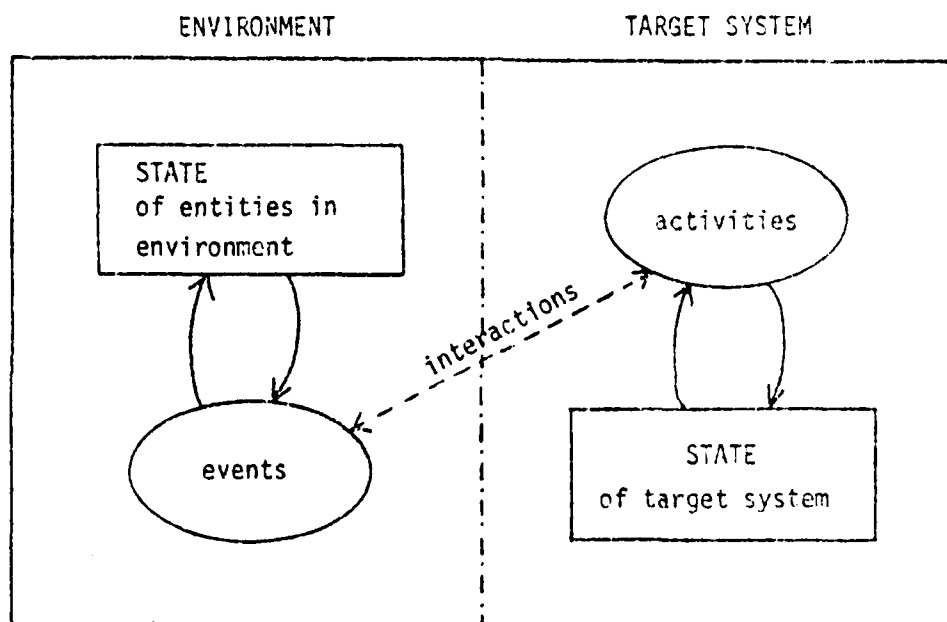 ENVIRONMENT
TARGET SYSTEM
STATE
of entities in
environment
activities
interactions
events
STATE
of target system